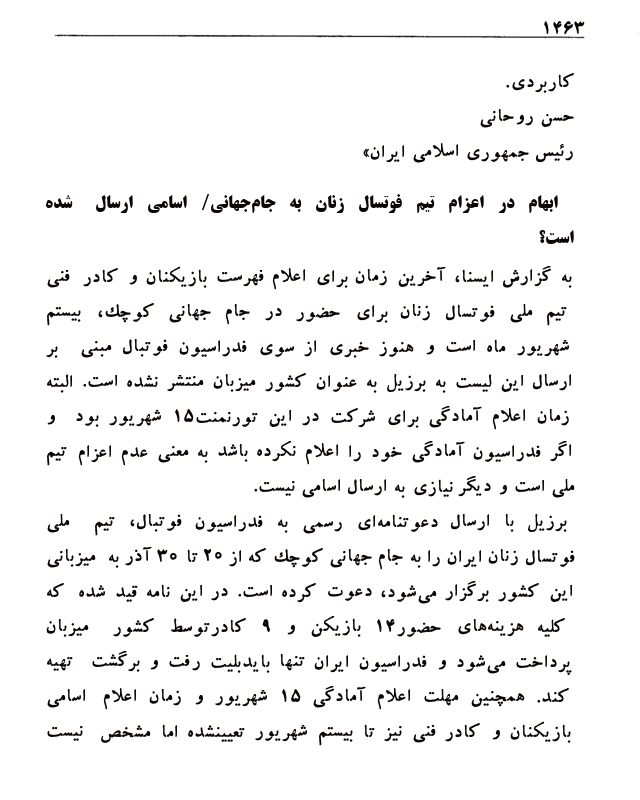 ۱۴۶۳
کاربردی.
حسن روحانی
رئیس جمهوری اسلامی ایران»
ابهام در اعزام تیم فوتسال زنان به جام‌جهانی/ اسامی ارسال شده
است؟
به گزارش ایسنا، آخرین زمان برای اعلام فهرست بازیکنان و کادر فنی
تیم ملی فوتسال زنان برای حضور در جام جهانی کوچك، بیستم
شهریور ماه است و هنوز خبری از سوی فدراسیون فوتبال مبنی بر
ارسال این لیست به برزیل به عنوان کشور میزبان منتشر نشده است. البته
زمان اعلام آمادگی برای شرکت در این تورنمنت۱۵ شهریور بود و
اگر فدراسیون آمادگی خود را اعلام نکرده باشد به معنی عدم اعزام تیم
ملی است و دیگر نیازی به ارسال اسامی نیست.
برزیل با ارسال دعوتنامه‌ای رسمی به فدراسیون فوتبال، تیم ملی
فوتسال زنان ایران را به جام جهانی کوچك که از ۲۵ تا ۳۰ آذر به میزبانی
این کشور برگزار می‌شود، دعوت کرده است. در این نامه قید شده که
کلیه هزینه‌های حضور۱۴ بازیکن و ۹ کادرتوسط کشور میزبان
پرداخت می‌شود و فدراسیون ایران تنها بایدبلیت رفت و برگشت تهیه
کند. همچنین مهلت اعلام آمادگی ۱۵ شهریور و زمان اعلام اسامی
بازیکنان و کادر فنی نیز تا بیستم شهریور تعیینشده اما مشخص نیست